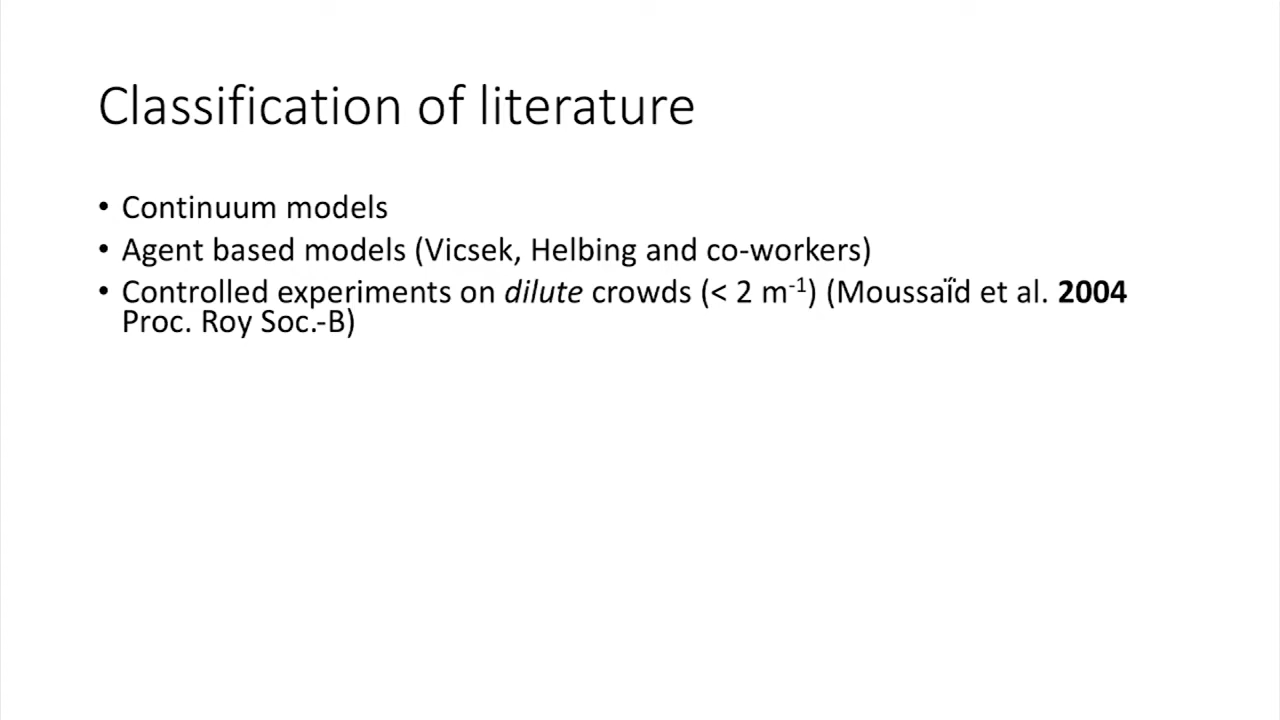 Classification of literature
• Continuum models
• Agent based models (Vicsek, Helbing and co-workers)
• Controlled experiments on dilute crowds (< 2 m⁻¹) (Moussaïd et al. 2004
Proc. Roy Soc.-B)